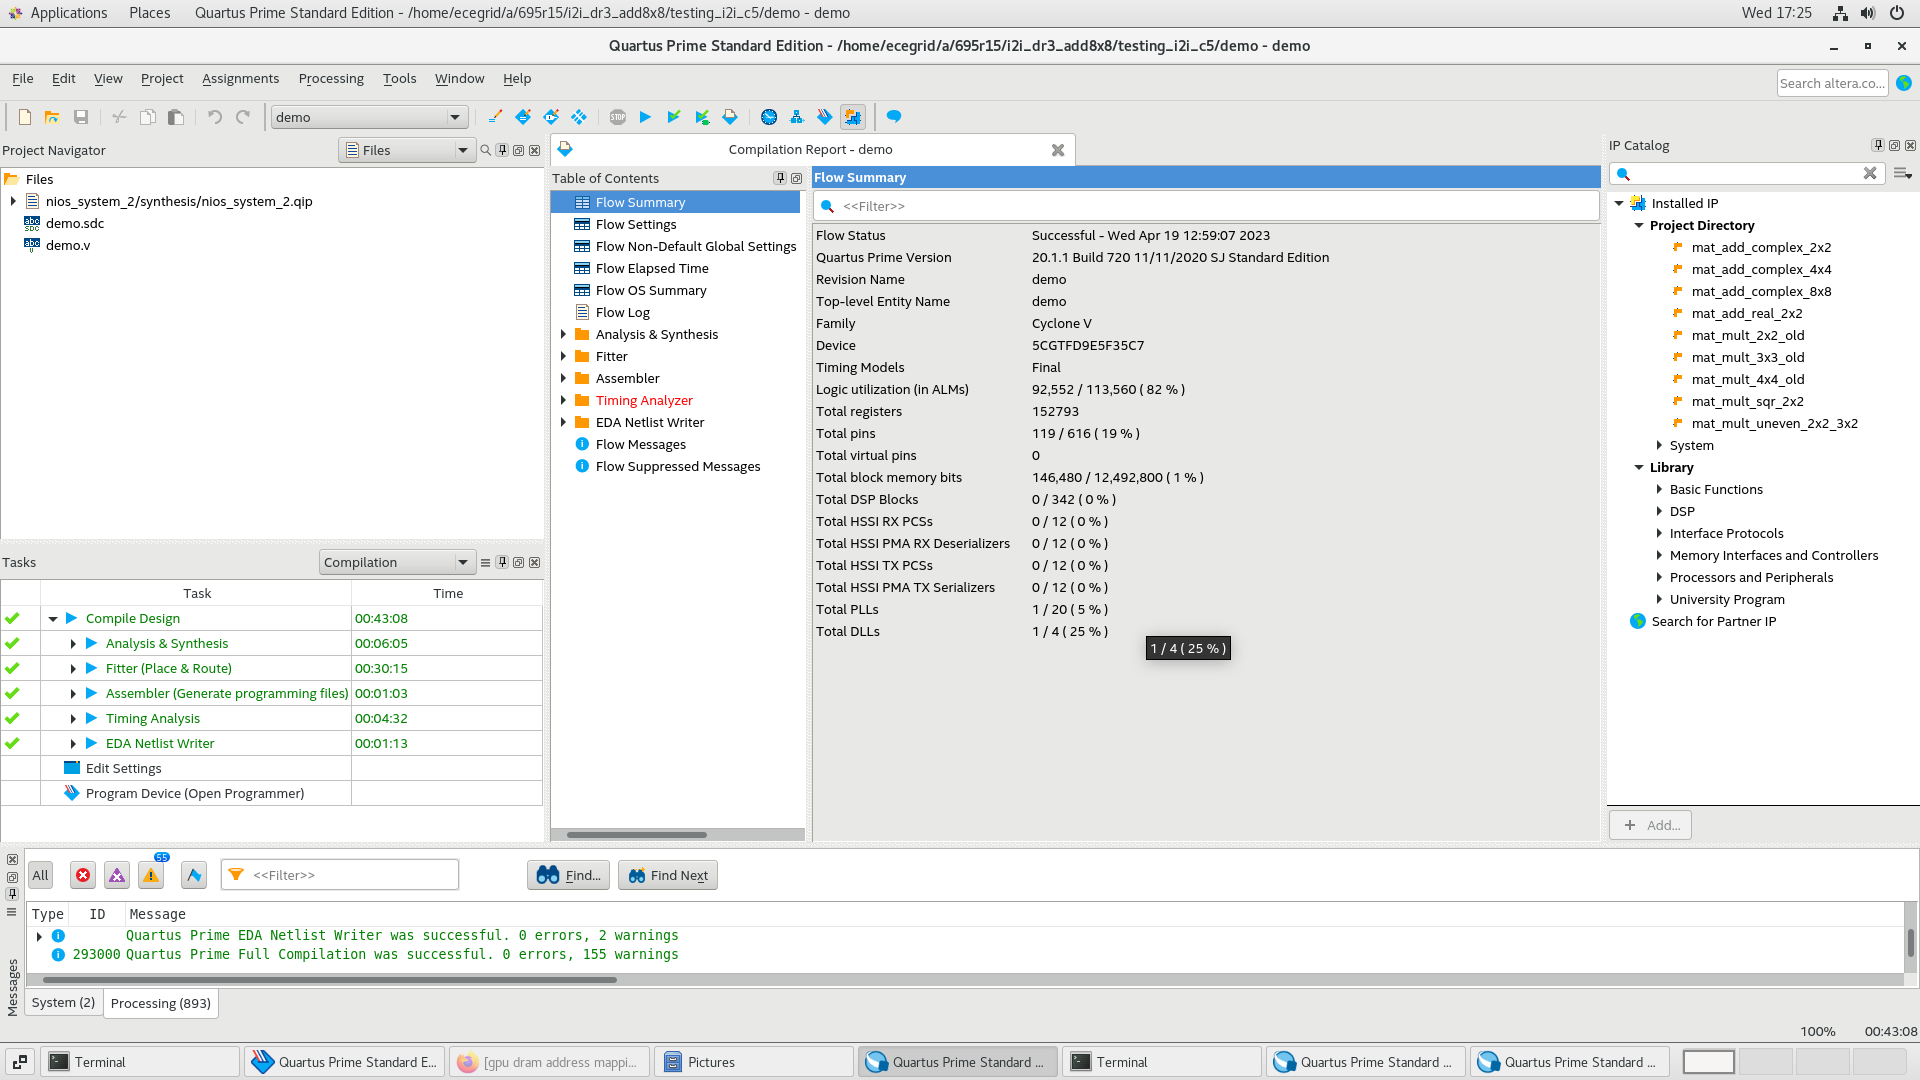 Applications Places Quartus Prime Standard Edition - /home/ecegrid/a/695r15/i2i_dr3_add8x8/testing_i2i_c5/demo - demo Wed 17:25
Quartus Prime Standard Edition - /home/ecegrid/a/695r15/i2i_dr3_add8x8/testing_i2i_c5/demo - demo
File Edit View Project Assignments Processing Tools Window Help
Search altera.co...
STOP
demo
Project Navigator
Files
Files
nios_system_2/synthesis/nios_system_2.qip
abc SDC demo.sdc
abc v demo.v
Tasks
Compilation
Task Time
Compile Design 00:43:08
Analysis & Synthesis 00:06:05
Fitter (Place & Route) 00:30:15
Assembler (Generate programming files) 00:01:03
Timing Analysis 00:04:32
EDA Netlist Writer 00:01:13
Edit Settings
Program Device (Open Programmer)
Compilation Report - demo
Table of Contents
Flow Summary
Flow Settings
Flow Non-Default Global Settings
Flow Elapsed Time
Flow OS Summary
Flow Log
Analysis & Synthesis
Fitter
Assembler
Timing Analyzer
EDA Netlist Writer
Flow Messages
Flow Suppressed Messages
Flow Summary
<<Filter>>
Flow Status Successful - Wed Apr 19 12:59:07 2023
Quartus Prime Version 20.1.1 Build 720 11/11/2020 SJ Standard Edition
Revision Name demo
Top-level Entity Name demo
Family Cyclone V
Device 5CGTFD9E5F35C7
Timing Models Final
Logic utilization (in ALMs) 92,552 / 113,560 ( 82 % )
Total registers 152793
Total pins 119 / 616 ( 19 % )
Total virtual pins 0
Total block memory bits 146,480 / 12,492,800 ( 1 % )
Total DSP Blocks 0 / 342 ( 0 % )
Total HSSI RX PCSs 0 / 12 ( 0 % )
Total HSSI PMA RX Deserializers 0 / 12 ( 0 % )
Total HSSI TX PCSs 0 / 12 ( 0 % )
Total HSSI PMA TX Serializers 0 / 12 ( 0 % )
Total PLLs 1 / 20 ( 5 % )
Total DLLs 1 / 4 ( 25 % )
1 / 4 ( 25 % )
IP Catalog
Installed IP
Project Directory
mat_add_complex_2x2
mat_add_complex_4x4
mat_add_complex_8x8
mat_add_real_2x2
mat_mult_2x2_old
mat_mult_3x3_old
mat_mult_4x4_old
mat_mult_sqr_2x2
mat_mult_uneven_2x2_3x2
System
Library
Basic Functions
DSP
Interface Protocols
Memory Interfaces and Controllers
Processors and Peripherals
University Program
Search for Partner IP
+ Add...
Messages
All 55 <<Filter>> Find... Find Next
Type ID Message
Quartus Prime EDA Netlist Writer was successful. 0 errors, 2 warnings
293000 Quartus Prime Full Compilation was successful. 0 errors, 155 warnings
System (2) Processing (893)
100% 00:43:08
Terminal Quartus Prime Standard E... [gpu dram address mappi... Pictures Quartus Prime Standard ... Terminal Quartus Prime Standard ... Quartus Prime Standard ...